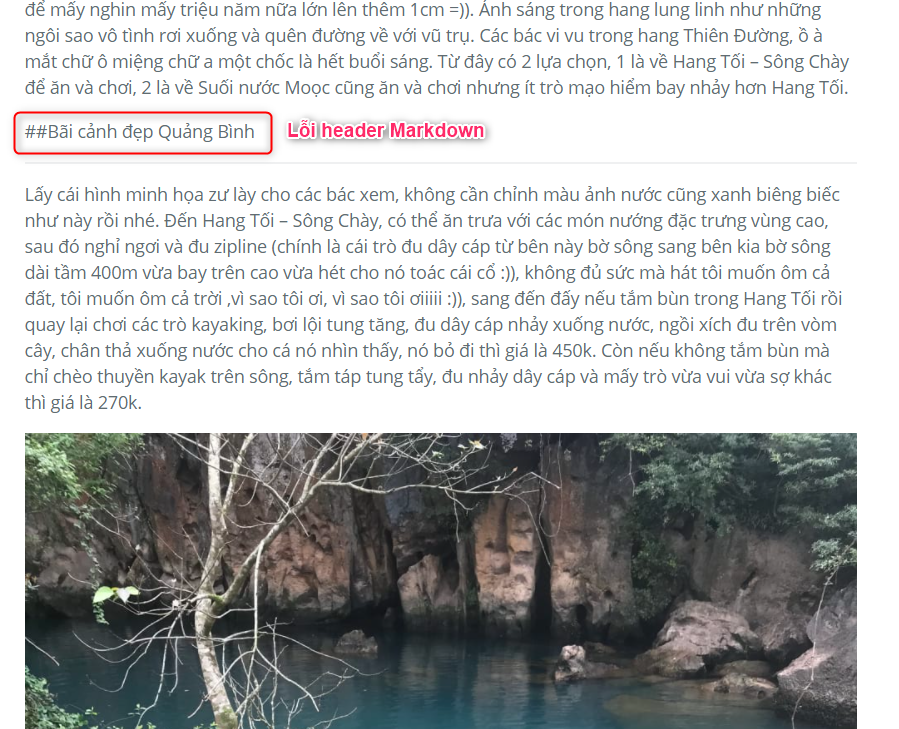 để mấy nghin mấy triệu năm nữa lớn lên thêm 1cm =)). Ánh sáng trong hang lung linh như những
ngôi sao vô tình rơi xuống và quên đường về với vũ trụ. Các bác vi vu trong hang Thiên Đường, ồ à
mắt chữ ô miệng chữ a một chốc là hết buổi sáng. Từ đây có 2 lựa chọn, 1 là về Hang Tối – Sông Chày
để ăn và chơi, 2 là về Suối nước Moọc cũng ăn và chơi nhưng ít trò mạo hiểm bay nhảy hơn Hang Tối.
##Bãi cảnh đẹp Quảng Bình Lỗi header Markdown
Lấy cái hình minh họa zư lày cho các bác xem, không cần chỉnh màu ảnh nước cũng xanh biêng biếc
như này rồi nhé. Đến Hang Tối – Sông Chày, có thể ăn trưa với các món nướng đặc trưng vùng cao,
sau đó nghỉ ngơi và đu zipline (chính là cái trò đu dây cáp từ bên này bờ sông sang bên kia bờ sông
dài tầm 400m vừa bay trên cao vừa hét cho nó toác cái cổ :)), không đủ sức mà hát tôi muốn ôm cả
đất, tôi muốn ôm cả trời ,vì sao tôi ơi, vì sao tôi ơiiiii :)), sang đến đấy nếu tắm bùn trong Hang Tối rồi
quay lại chơi các trò kayaking, bơi lội tung tăng, đu dây cáp nhảy xuống nước, ngồi xích đu trên vòm
cây, chân thả xuống nước cho cá nó nhìn thấy, nó bỏ đi thì giá là 450k. Còn nếu không tắm bùn mà
chỉ chèo thuyền kayak trên sông, tắm táp tung tẩy, đu nhảy dây cáp và mấy trò vừa vui vừa sợ khác
thì giá là 270k.